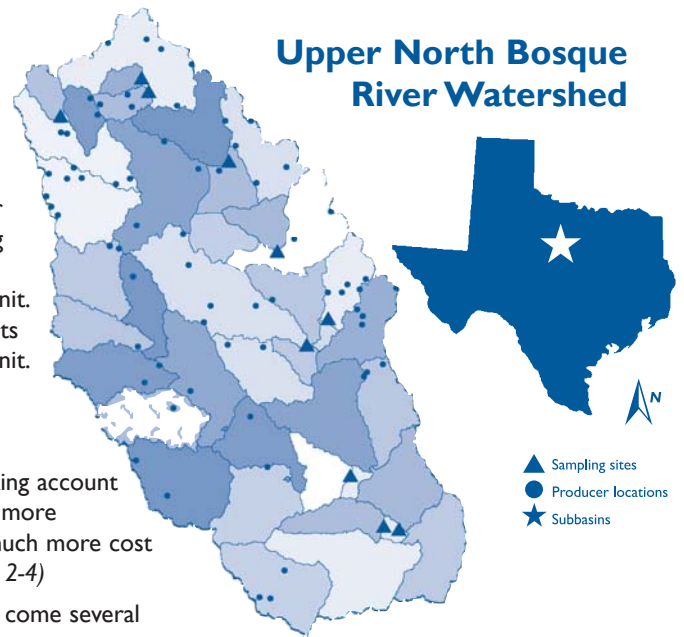 Upper North Bosque
River Watershed
nit.
ts
nit.
ing account
more
nuch more cost
2-4)
come several
N
Sampling sites
Producer locations
Subbasins